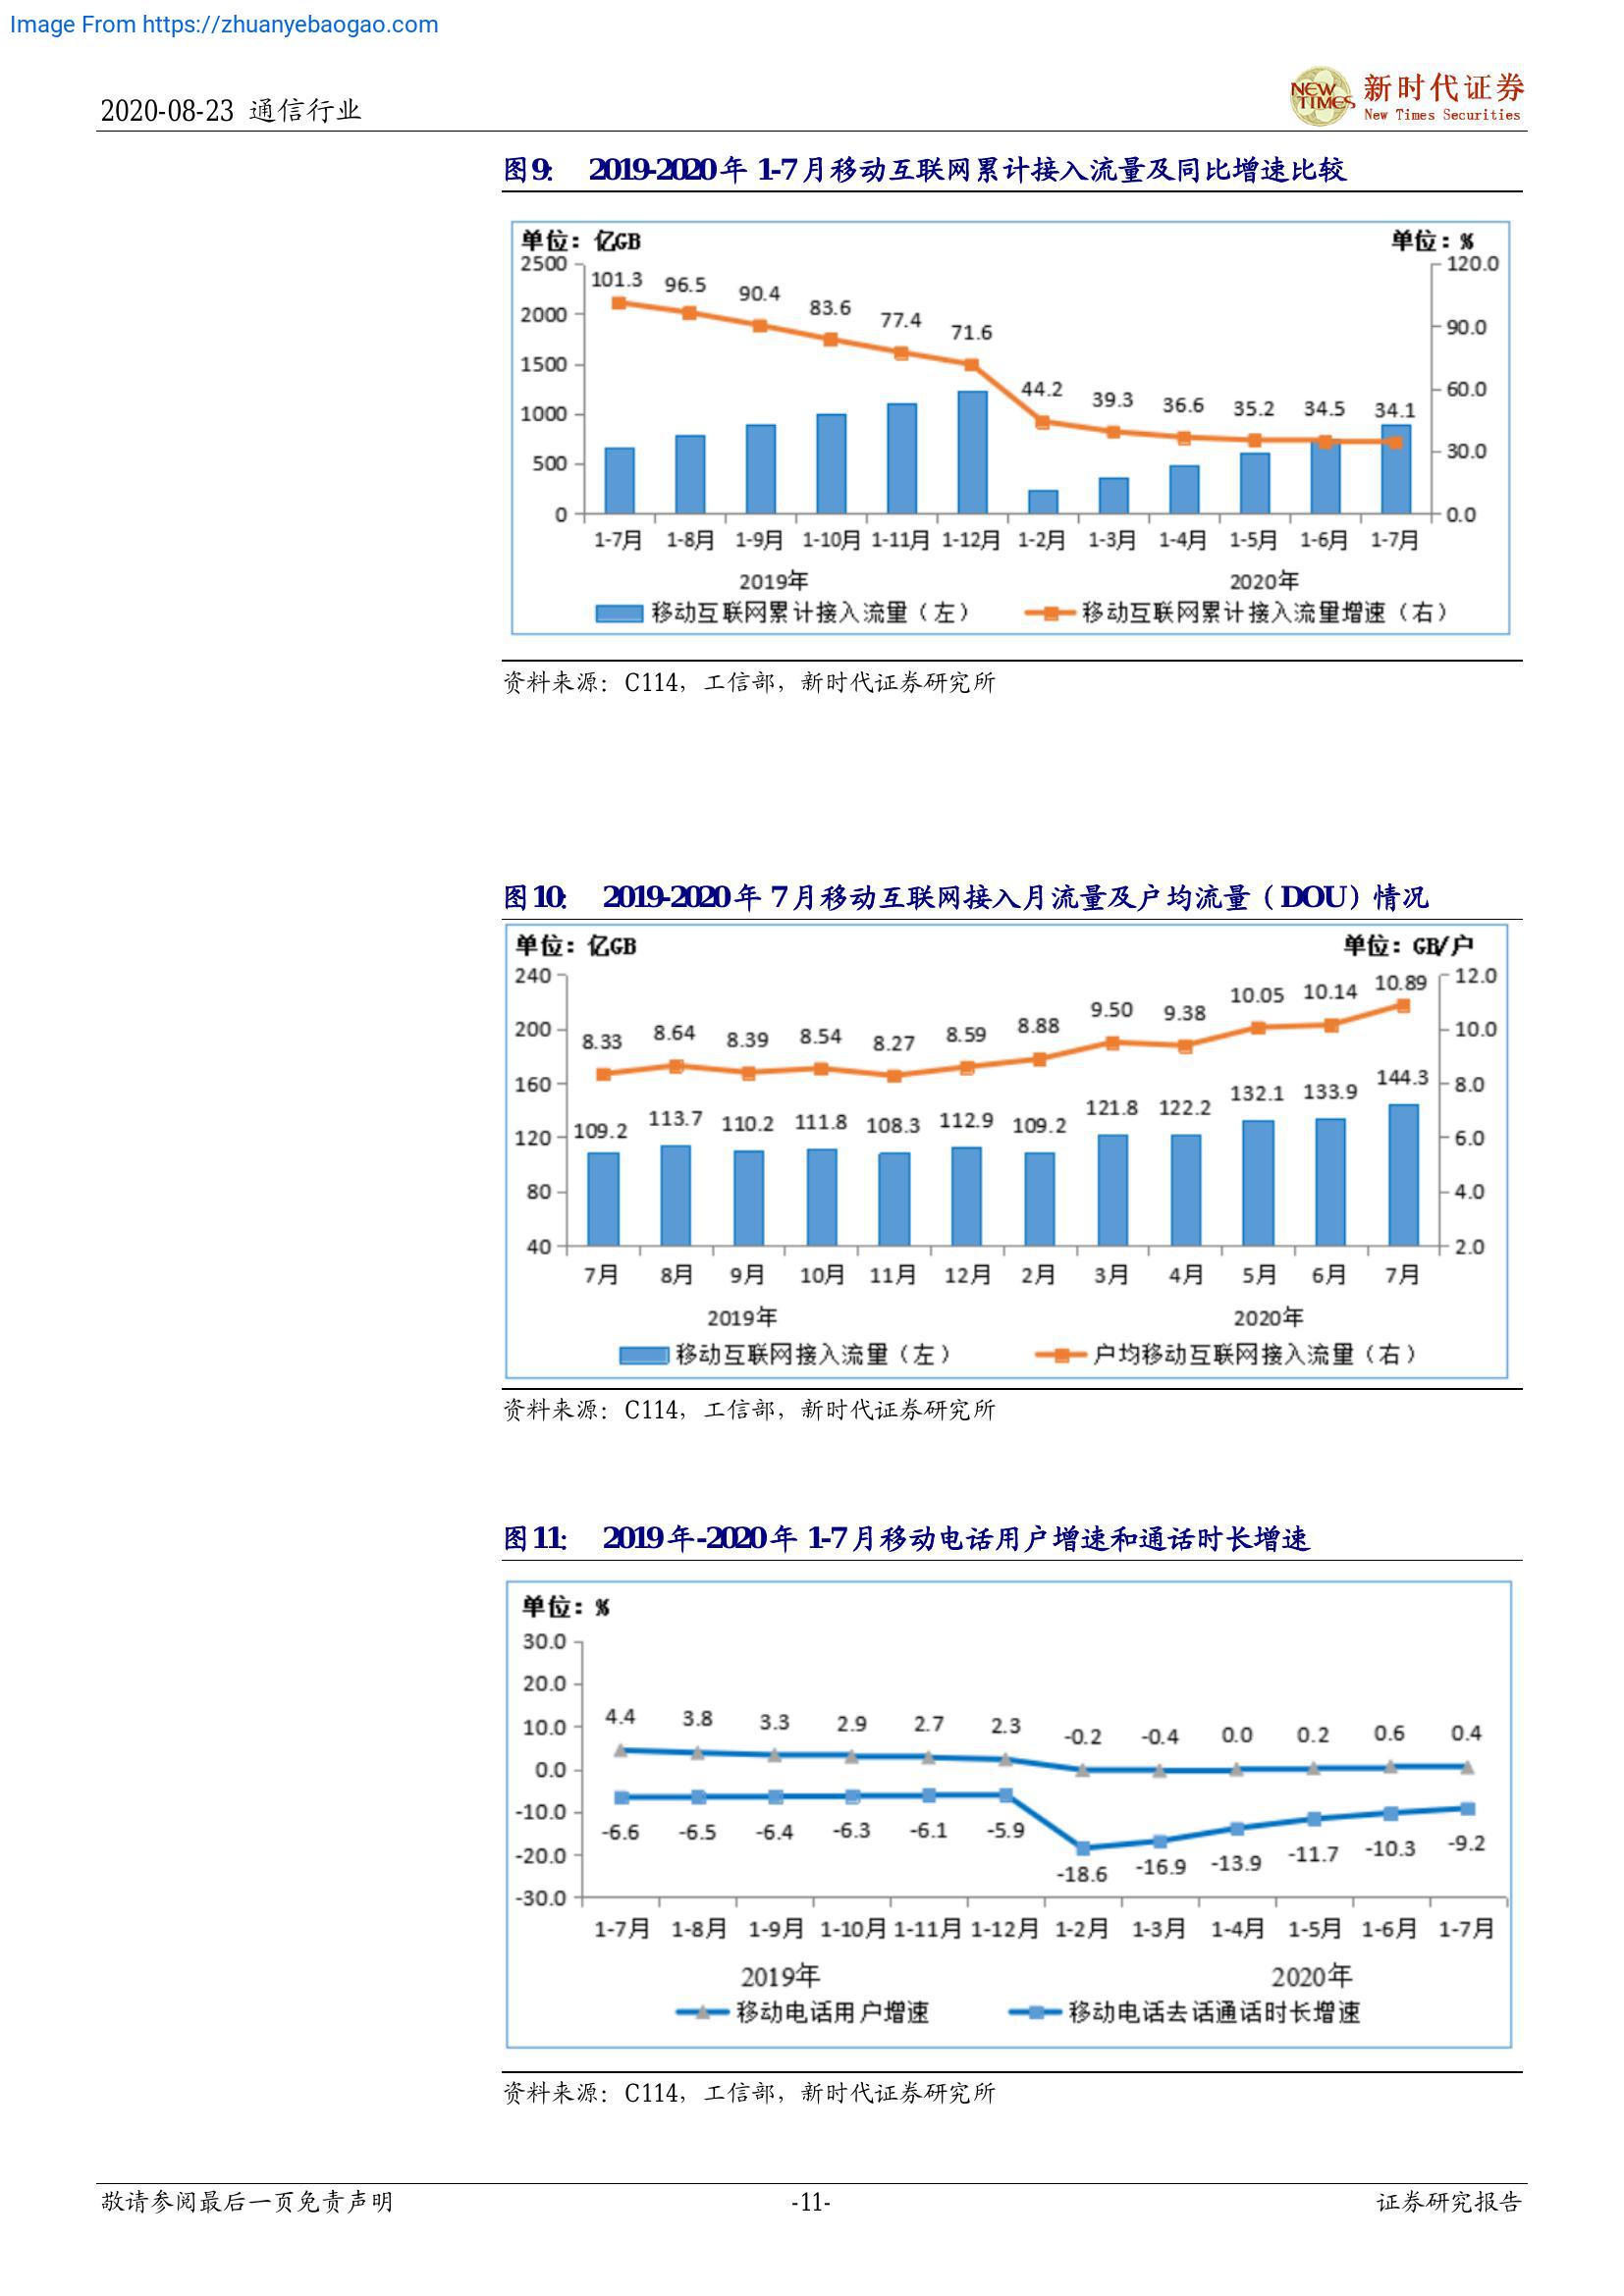 Image From https://zhuanyebaogao.com
2020-08-23 通信行业
NEW TIMES
新时代证券
New Times Securities
图9: 2019-2020年 1-7月移动互联网累计接入流量及同比增速比较
单位：亿GB 单位：%
2500 120.0
101.3 96.5 90.4 83.6 77.4 71.6 44.2 39.3 36.6 35.2 34.5 34.1
2000 90.0
1500 60.0
1000
500 30.0
0 0.0
1-7月 1-8月 1-9月 1-10月 1-11月 1-12月 1-2月 1-3月 1-4月 1-5月 1-6月 1-7月
2019年 2020年
移动互联网累计接入流量（左） 移动互联网累计接入流量增速（右）
资料来源：C114，工信部，新时代证券研究所
图10: 2019-2020年 7月移动互联网接入月流量及户均流量（DOU）情况
单位：亿GB 单位：GB/户
240 12.0
8.33 8.64 8.39 8.54 8.27 8.59 8.88 9.50 9.38 10.05 10.14 10.89
200 10.0
160 8.0
109.2 113.7 110.2 111.8 108.3 112.9 109.2 121.8 122.2 132.1 133.9 144.3
120 6.0
80 4.0
40 2.0
7月 8月 9月 10月 11月 12月 2月 3月 4月 5月 6月 7月
2019年 2020年
移动互联网接入流量（左） 户均移动互联网接入流量（右）
资料来源：C114，工信部，新时代证券研究所
图11: 2019年-2020年 1-7月移动电话用户增速和通话时长增速
单位：%
30.0
20.0
10.0
4.4 3.8 3.3 2.9 2.7 2.3 -0.2 -0.4 0.0 0.2 0.6 0.4
0.0
-10.0
-6.6 -6.5 -6.4 -6.3 -6.1 -5.9 -18.6 -16.9 -13.9 -11.7 -10.3 -9.2
-20.0
-30.0
1-7月 1-8月 1-9月 1-10月 1-11月 1-12月 1-2月 1-3月 1-4月 1-5月 1-6月 1-7月
2019年 2020年
移动电话用户增速 移动电话去话通话时长增速
资料来源：C114，工信部，新时代证券研究所
敬请参阅最后一页免责声明 -11- 证券研究报告